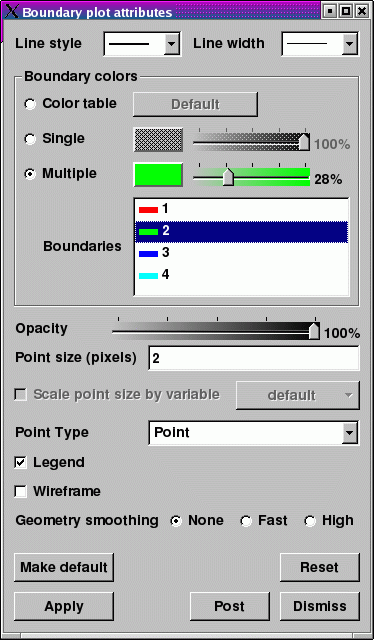 Boundary plot attributes
Line style Line width
Boundary colors
Color table Default
Single 100%
Multiple 28%
Boundaries
1
2
3
4
Opacity 100%
Point size (pixels) 2
Scale point size by variable default
Point Type Point
Legend
Wireframe
Geometry smoothing None Fast High
Make default Reset
Apply Post Dismiss